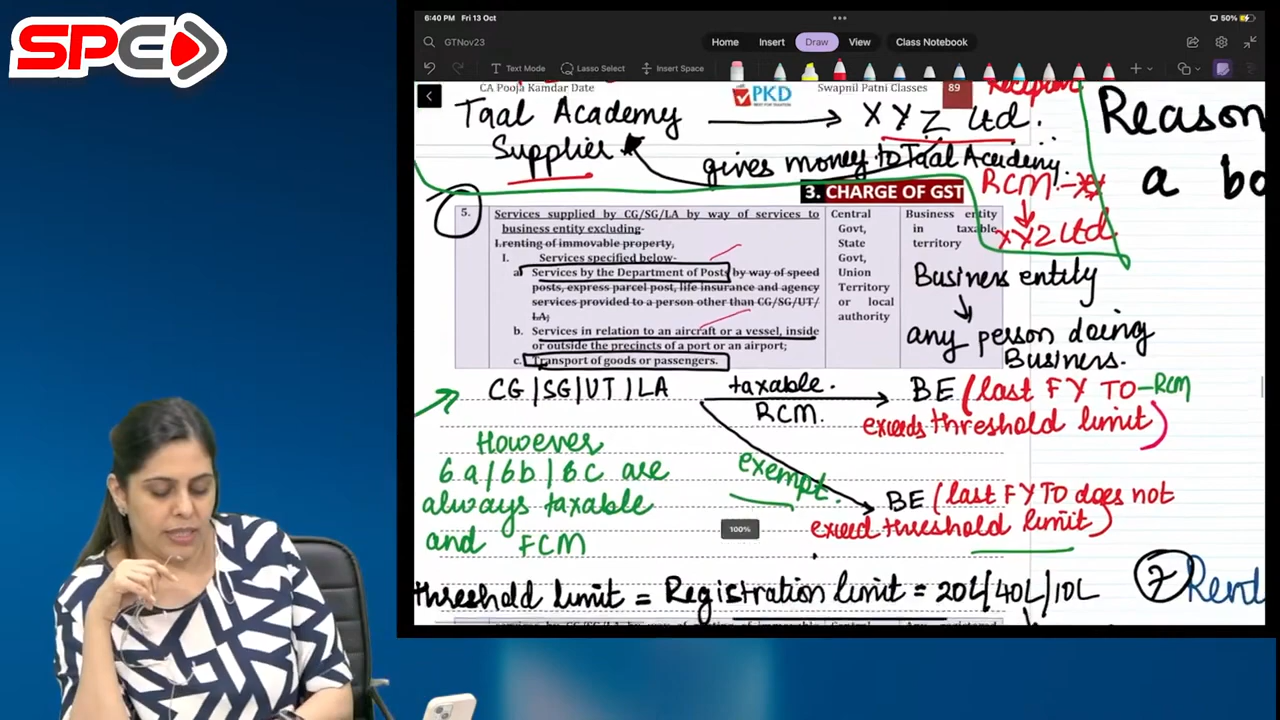 SPC
6:40 PM Fri 13 Oct
50%
GTNov23
Home Insert Draw View Class Notebook
Text Mode Lasso Select Insert Space
CA Pooja Kamdar Date
PKD
Swapnil Patni Classes
89
Recipient
Taal Academy → XYZ Ltd.
Supplier
gives money to Taal Academy.
Reason
a bo
RCM
XYZ Ltd.
3. CHARGE OF GST
5.
Services supplied by CG/SG/LA by way of services to
business entity excluding-
1.renting of immovable property,
I. Services specified below-
a. Services by the Department of Posts by way of speed
posts, express parcel post, life insurance and agency
services provided to a person other than CG/SG/UT/
LA;
b. Services in relation to an aircraft or a vessel, inside
or outside the precincts of a port or an airport;
c. Transport of goods or passengers.
Central
Govt,
State
Govt,
Union
Territory
or local
authority
Business entity
in taxable
territory
Business entity
any person doing
Business.
CG|SG|UT|LA
taxable.
RCM.
BE (last FY TO -RCM
exceeds threshold limit)
However
6a/6b/6c are
always taxable
and FCM
exempt.
BE (last FY TO does not
exceed threshold limit)
100%
threshold limit = Registration limit = 20L/40L/10L
7